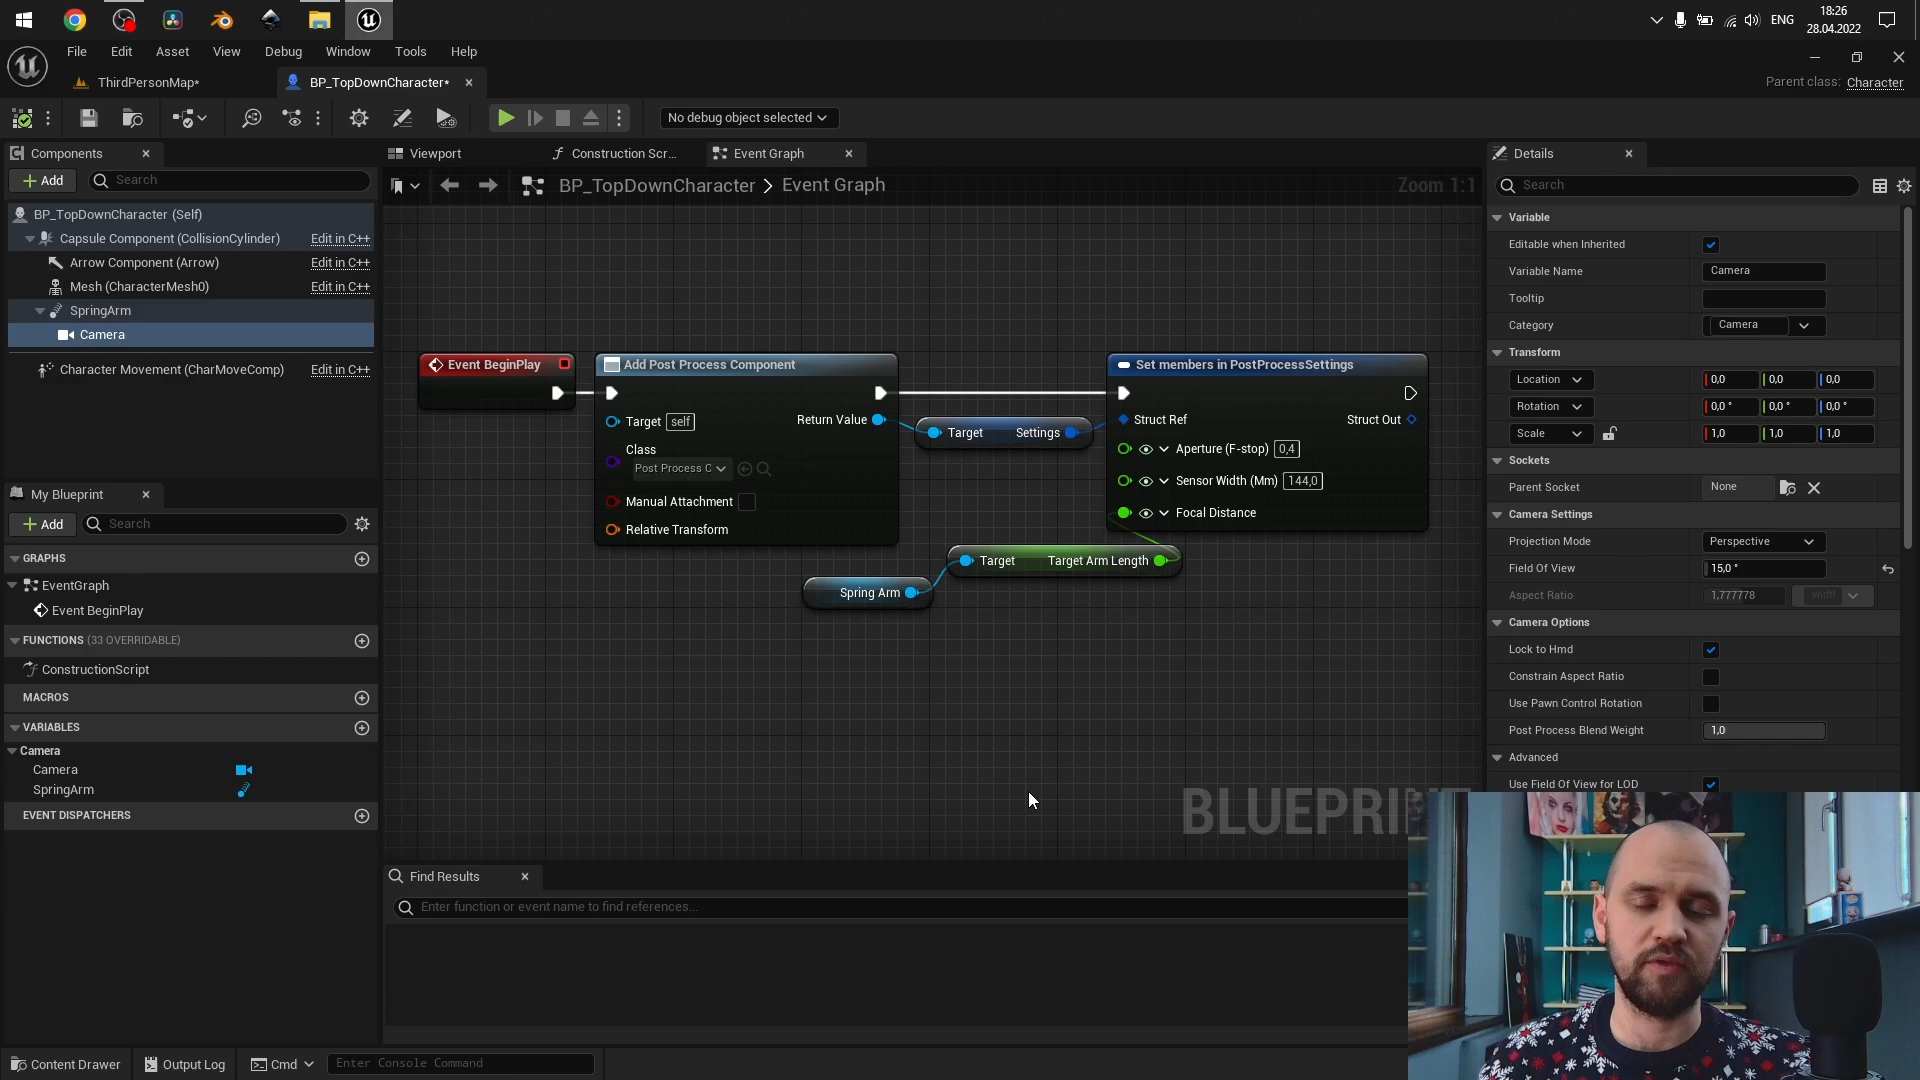 ENG
18:26
28.04.2022
File Edit Asset View Debug Window Tools Help
ThirdPersonMap*
BP_TopDownCharacter*
Parent class: Character
No debug object selected
Components
Viewport
Construction Scr...
Event Graph
Details
Add
Search
BP_TopDownCharacter > Event Graph
Zoom 1:1
Search
BP_TopDownCharacter (Self)
Capsule Component (CollisionCylinder) Edit in C++
Arrow Component (Arrow) Edit in C++
Mesh (CharacterMesh0) Edit in C++
SpringArm
Camera
Character Movement (CharMoveComp) Edit in C++
My Blueprint
Add
Search
GRAPHS
EventGraph
Event BeginPlay
FUNCTIONS (33 OVERRIDABLE)
ConstructionScript
MACROS
VARIABLES
Camera
Camera
SpringArm
EVENT DISPATCHERS
Event BeginPlay
Add Post Process Component
Target self
Return Value
Class
Post Process C
Manual Attachment
Relative Transform
Target Settings
Set members in PostProcessSettings
Struct Ref
Struct Out
Aperture (F-stop) 0,4
Sensor Width (Mm) 144,0
Focal Distance
Target Target Arm Length
Spring Arm
BLUEPRI
Find Results
Enter function or event name to find references...
Variable
Editable when Inherited
Variable Name Camera
Tooltip
Category Camera
Transform
Location 0,0 0,0 0,0
Rotation 0,0 ° 0,0 ° 0,0 °
Scale 1,0 1,0 1,0
Sockets
Parent Socket None
Camera Settings
Projection Mode Perspective
Field Of View 15,0 °
Aspect Ratio 1,777778 widtl
Camera Options
Lock to Hmd
Constrain Aspect Ratio
Use Pawn Control Rotation
Post Process Blend Weight 1,0
Advanced
Use Field Of View for LOD
Content Drawer
Output Log
Cmd
Enter Console Command